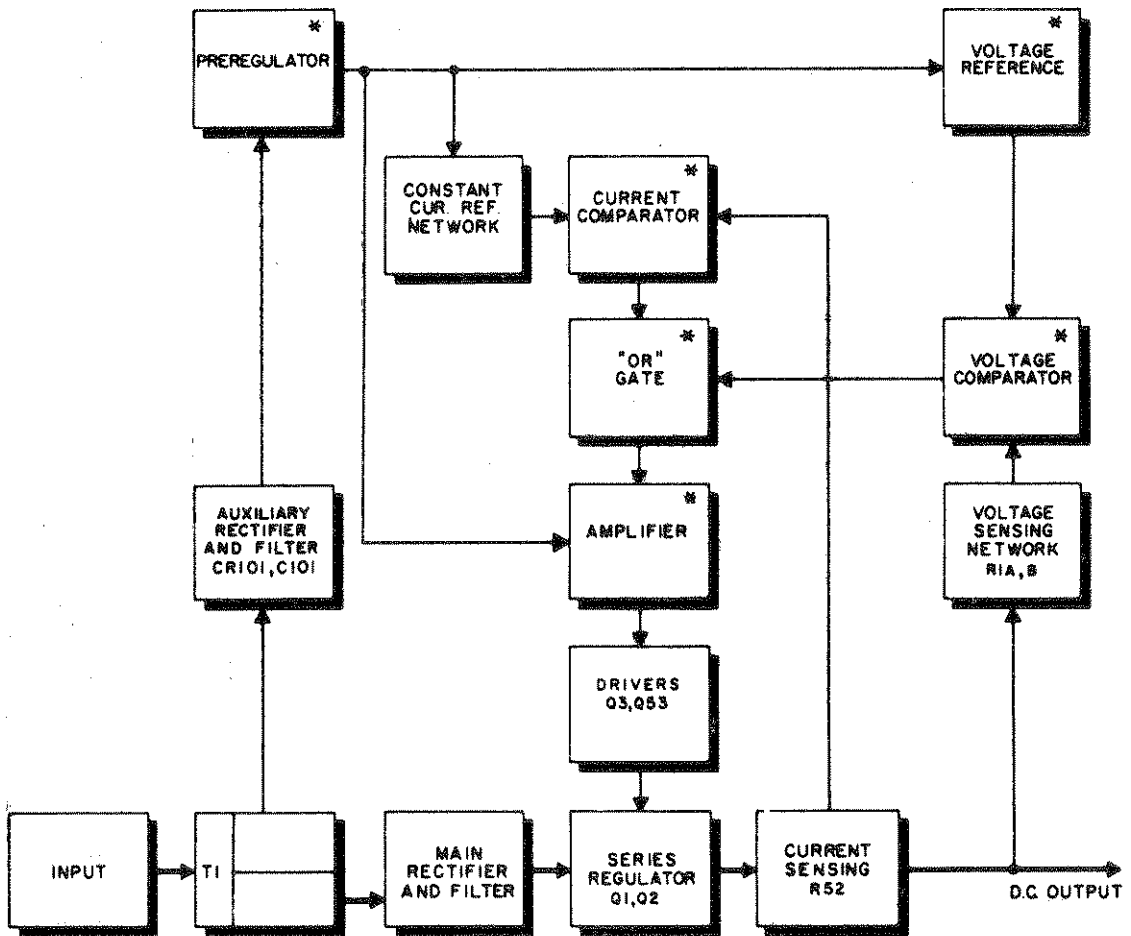 *
PREREGULATOR
*
VOLTAGE
REFERENCE
CONSTANT
CUR. REF.
NETWORK
*
CURRENT
COMPARATOR
*
"OR"
GATE
*
VOLTAGE
COMPARATOR
AUXILIARY
RECTIFIER
AND FILTER
CR101, C101
*
AMPLIFIER
VOLTAGE
SENSING
NETWORK
R1A, B
DRIVERS
Q3, Q53
INPUT
T1
MAIN
RECTIFIER
AND FILTER
SERIES
REGULATOR
Q1, Q2
CURRENT
SENSING
R52
D.C. OUTPUT